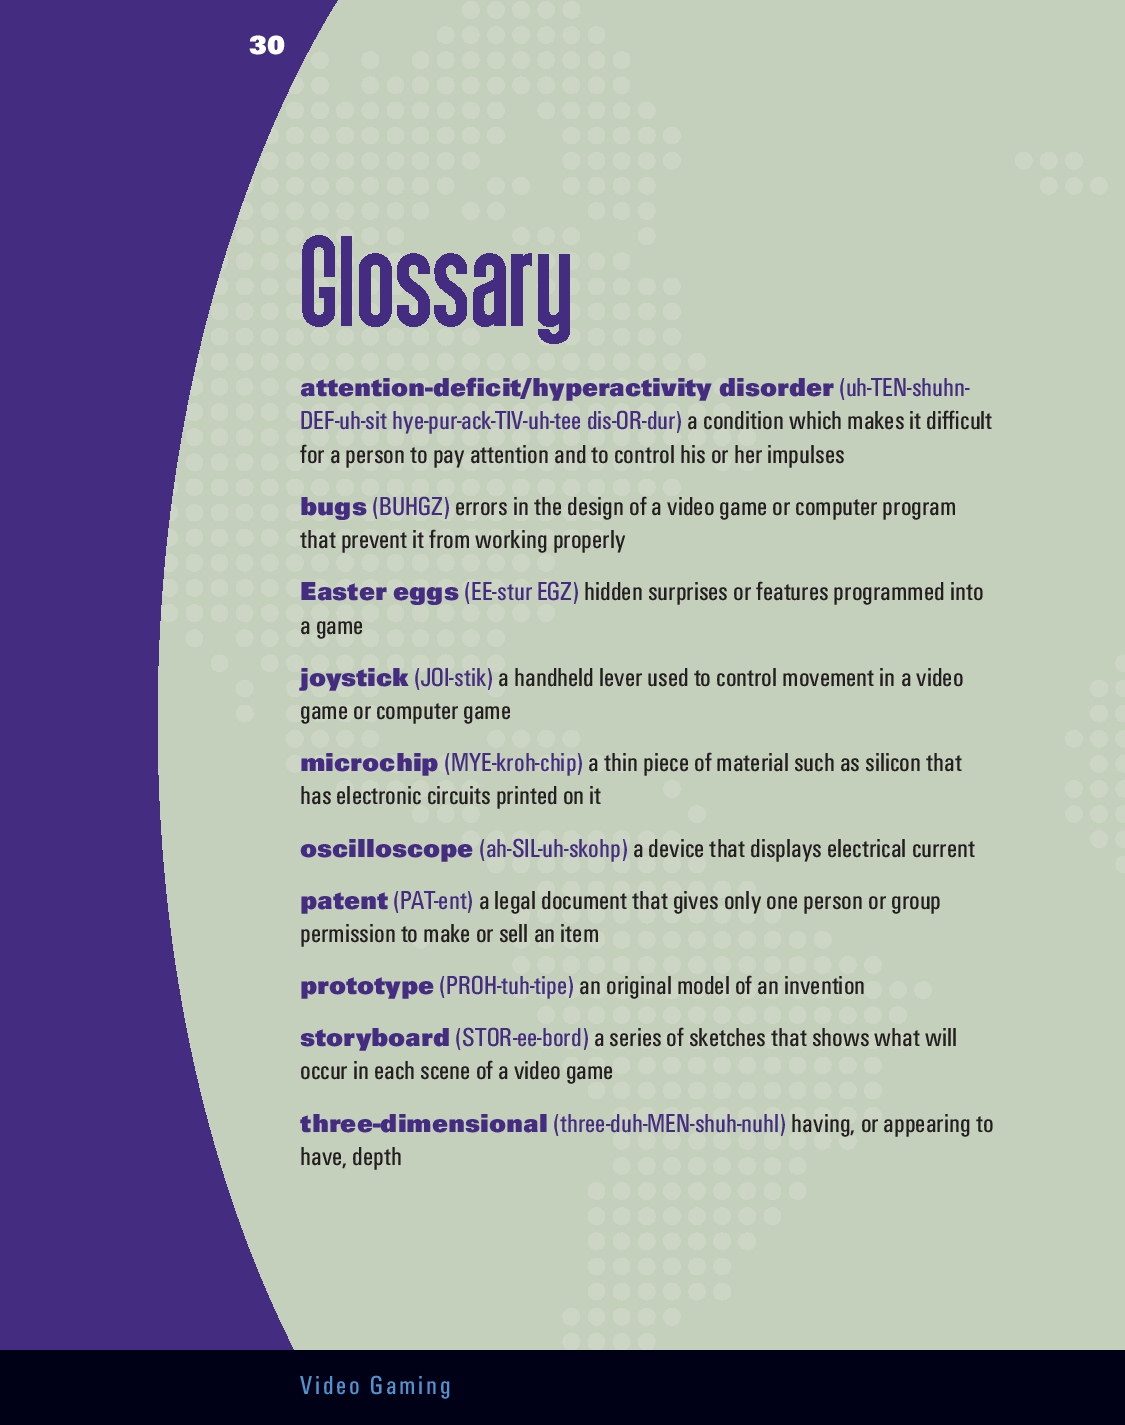 30
Glossary
attention-deficit/hyperactivity disorder (uh-TEN-shuhn-
DEF-uh-sit hye-pur-ack-TIV-uh-tee dis-OR-dur) a condition which makes it difficult
for a person to pay attention and to control his or her impulses
bugs (BUHGZ) errors in the design of a video game or computer program
that prevent it from working properly
Easter eggs (EE-stur EGZ) hidden surprises or features programmed into
a game
joystick (JOI-stik) a handheld lever used to control movement in a video
game or computer game
microchip (MYE-kroh-chip) a thin piece of material such as silicon that
has electronic circuits printed on it
oscilloscope (ah-SIL-uh-skohp) a device that displays electrical current
patent (PAT-ent) a legal document that gives only one person or group
permission to make or sell an item
prototype (PROH-tuh-tipe) an original model of an invention
storyboard (STOR-ee-bord) a series of sketches that shows what will
occur in each scene of a video game
three-dimensional (three-duh-MEN-shuh-nuhl) having, or appearing to
have, depth
Video Gaming